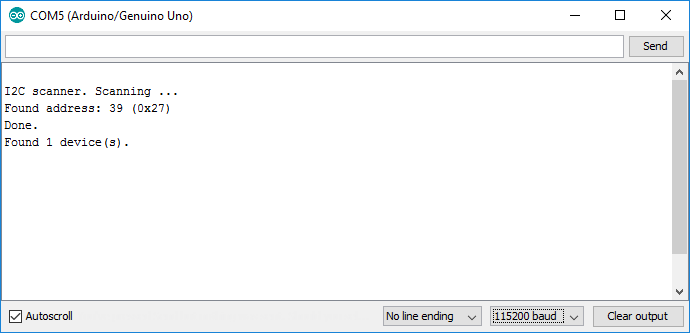 COM5 (Arduino/Genuino Uno)
Send
I2C scanner. Scanning ...
Found address: 39 (0x27)
Done.
Found 1 device(s).
Autoscroll
No line ending
115200 baud
Clear output